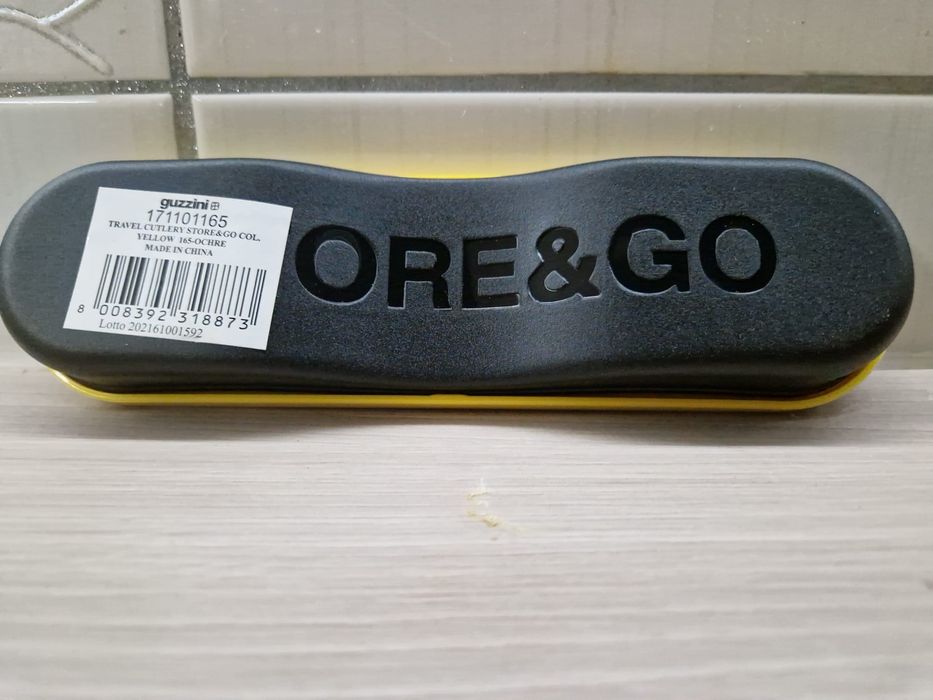 guzzini
171101165
TRAVEL CUTLERY STORE&GO COL.
YELLOW 165-OCHRE
MADE IN CHINA
8 008392 318873
Lotto 202161001592
ORE&GO